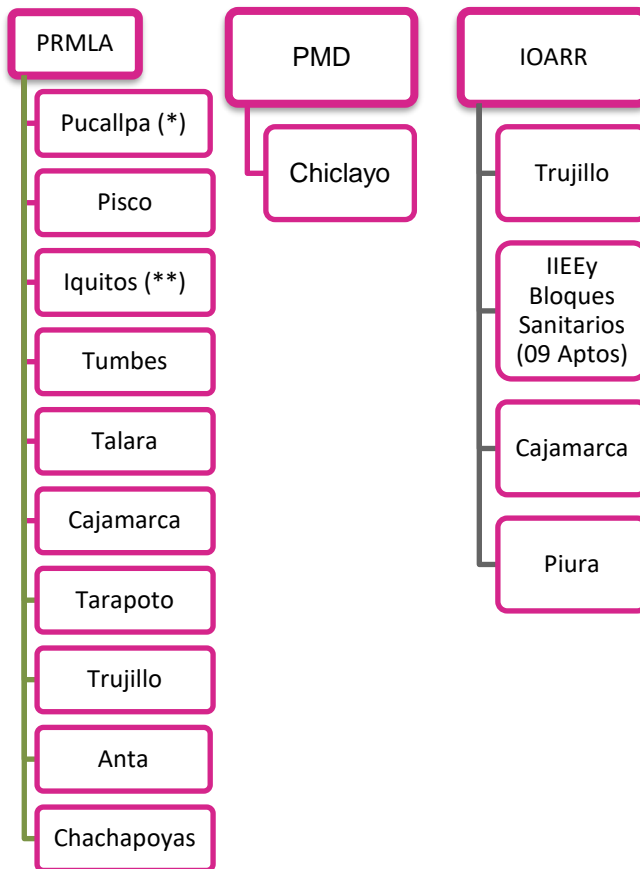 PRMLA
Pucallpa (*)
Pisco
Iquitos (**)
Tumbes
Talara
Cajamarca
Tarapoto
Trujillo
Anta
Chachapoyas
PMD
Chiclayo
IOARR
Trujillo
IIEEy
Bloques
Sanitarios
(09 Aptos)
Cajamarca
Piura